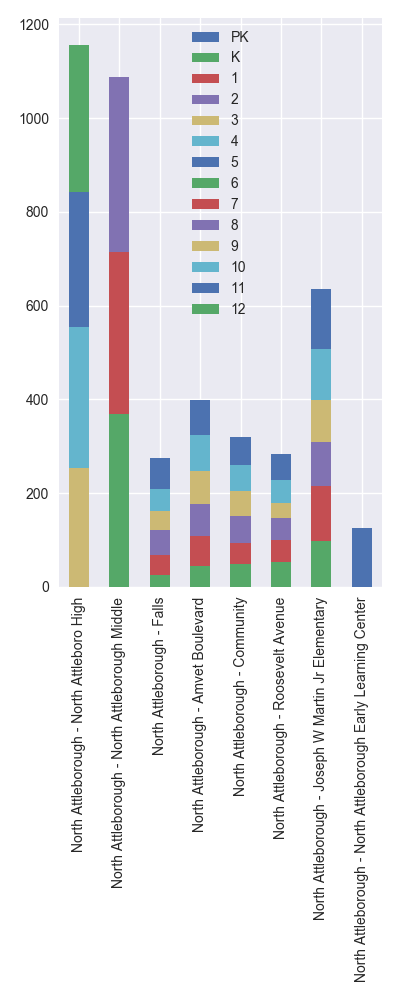 1200
1000
800
600
400
200
0
PK
K
1
2
3
4
5
6
7
8
9
10
11
12
North Attleborough - North Attleboro High
North Attleborough - North Attleborough Middle
North Attleborough - Falls
North Attleborough - Amvet Boulevard
North Attleborough - Community
North Attleborough - Roosevelt Avenue
North Attleborough - Joseph W Martin Jr Elementary
North Attleborough - North Attleborough Early Learning Center